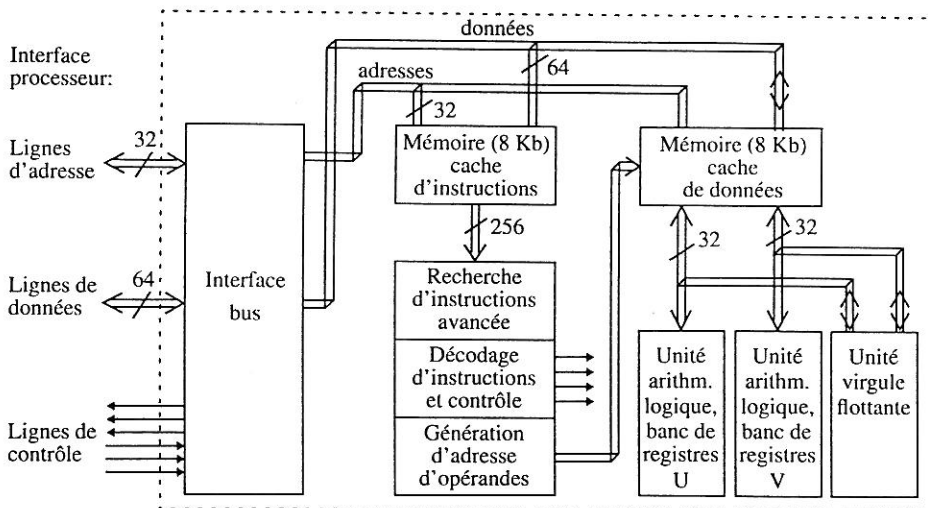 données
Interface
processeur:
64
adresses
32
Lignes
d'adresse
32
Mémoire (8 Kb)
cache
d'instructions
Mémoire (8 Kb)
cache
de données
256
32
32
Lignes de
données
64
Interface
bus
Recherche
d'instructions
avancée
Décodage
d'instructions
et contrôle
Génération
d'adresse
d'opérandes
Unité
arithm.
logique,
banc de
registres
U
Unité
arithm.
logique,
banc de
registres
V
Unité
virgule
flottante
Lignes de
contrôle